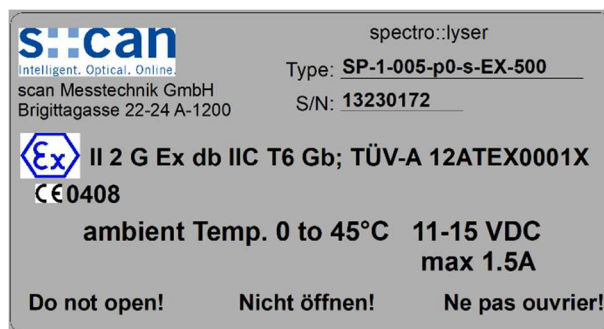 s::can
Intelligent. Optical. Online.
scan Messtechnik GmbH
Brigittagasse 22-24 A-1200
spectro::lyser
Type: SP-1-005-p0-s-EX-500
S/N: 13230172
Ex II 2 G Ex db IIC T6 Gb; TÜV-A 12ATEX0001X
CE 0408
ambient Temp. 0 to 45°C 11-15 VDC
max 1.5A
Do not open! Nicht öffnen! Ne pas ouvrier!